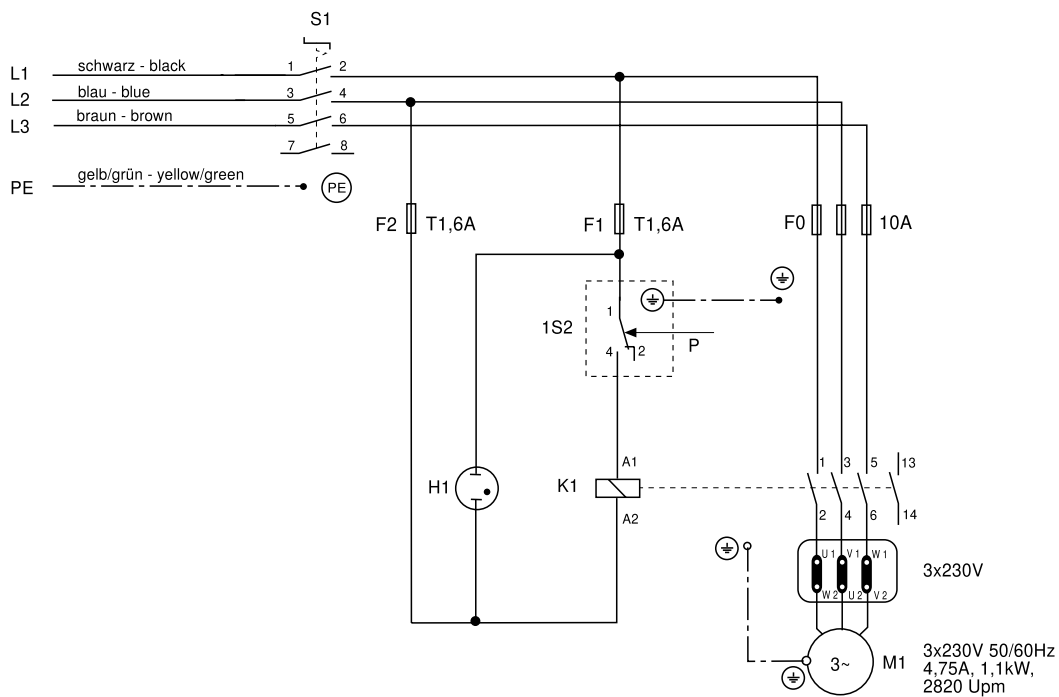 S1
L1 schwarz - black 1 2
L2 blau - blue 3 4
L3 braun - brown 5 6
7 8
PE gelb/grün - yellow/green PE
F2 T1,6A F1 T1,6A F0 10A
1
1S2
4 2 P
A1 1 3 5 13
H1 K1
A2 2 4 6 14
U1 V1 W1
3x230V
W2 U2 V2
3~ M1 3x230V 50/60Hz
4,75A, 1,1kW,
2820 Upm